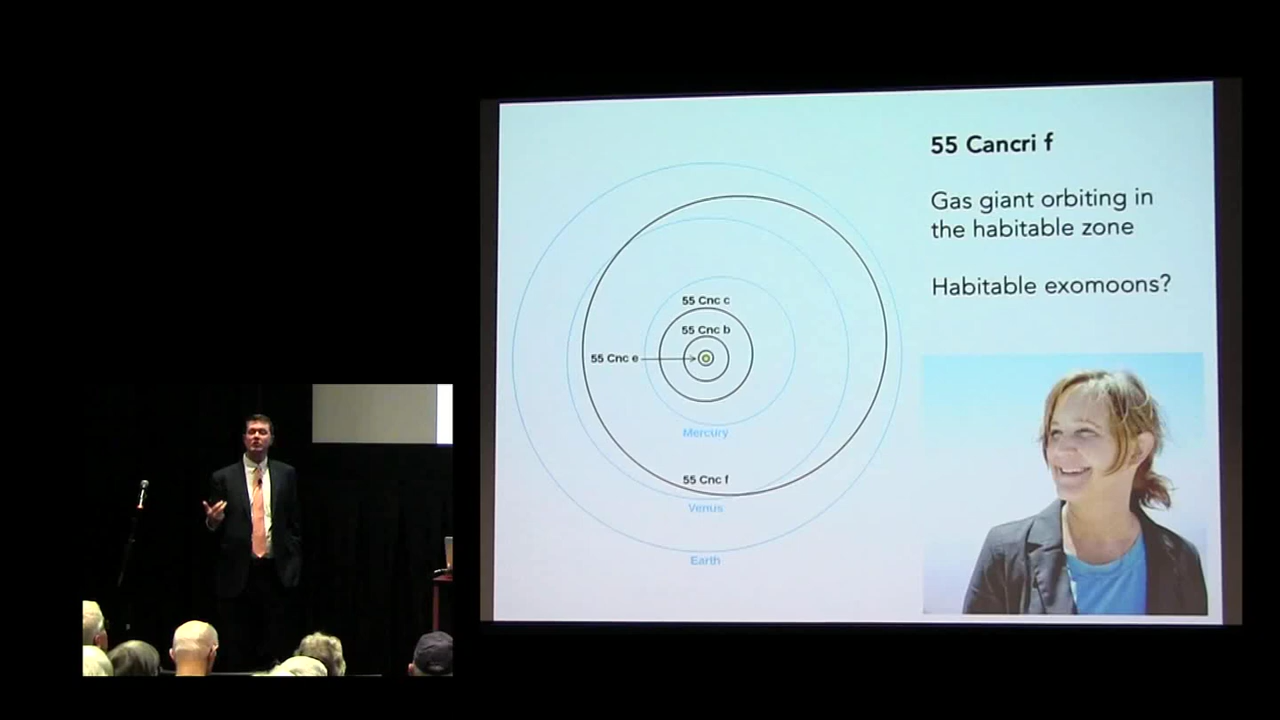 55 Cancri f
Gas giant orbiting in
the habitable zone
Habitable exomoons?
55 Cnc c
55 Cnc b
55 Cnc e
Mercury
55 Cnc f
Venus
Earth